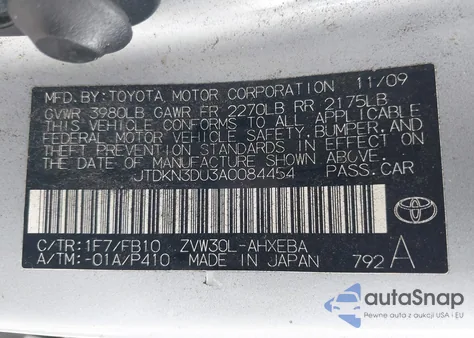 MFD.BY:TOYOTA MOTOR CORPORATION 11/09
GVWR 3980LB GAWR FR 2270LB RR 2175LB
THIS VEHICLE CONFORMS TO ALL APPLICABLE
FEDERAL MOTOR VEHICLE SAFETY, BUMPER, AND
THEFT PREVENTION STANDARDS IN EFFECT ON
THE DATE OF MANUFACTURE SHOWN ABOVE.
JTDKN3DU3A0084454 PASS.CAR
C/TR:1F7/FB10 ZVW30L-AHXEBA
A/TM:-01A/P410 MADE IN JAPAN 792 A
TOYOTA
autoSnap
Pewne auta z aukcji USA i EU